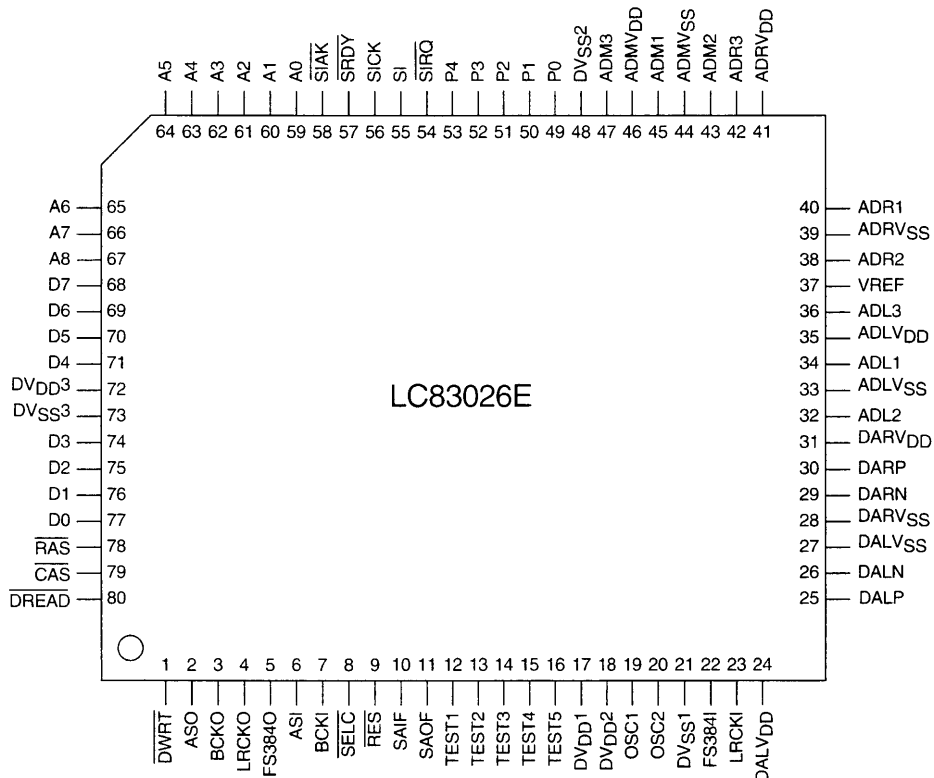 A5 A4 A3 A2 A1 A0 SIAK SRDY SICK SI SIRQ P4 P3 P2 P1 P0 DVSS2 ADM3 ADMVDD ADM1 ADMVSS ADM2 ADR3 ADRVDD
64 63 62 61 60 59 58 57 56 55 54 53 52 51 50 49 48 47 46 45 44 43 42 41
A6 65 40 ADR1
A7 66 39 ADRVSS
A8 67 38 ADR2
D7 68 37 VREF
D6 69 36 ADL3
D5 70 35 ADLVDD
D4 71 34 ADL1
DVDD3 72 33 ADLVSS
LC83026E
DVSS3 73 32 ADL2
D3 74 31 DARVDD
D2 75 30 DARP
D1 76 29 DARN
D0 77 28 DARVSS
RAS 78 27 DALVSS
CAS 79 26 DALN
DREAD 80 25 DALP
1 2 3 4 5 6 7 8 9 10 11 12 13 14 15 16 17 18 19 20 21 22 23 24
DWRT ASO BCKO LRCKO FS384O ASI BCKI SELC RES SAIF SAOF TEST1 TEST2 TEST3 TEST4 TEST5 DVDD1 DVDD2 OSC1 OSC2 DVSS1 FS384I LRCKI DALVDD